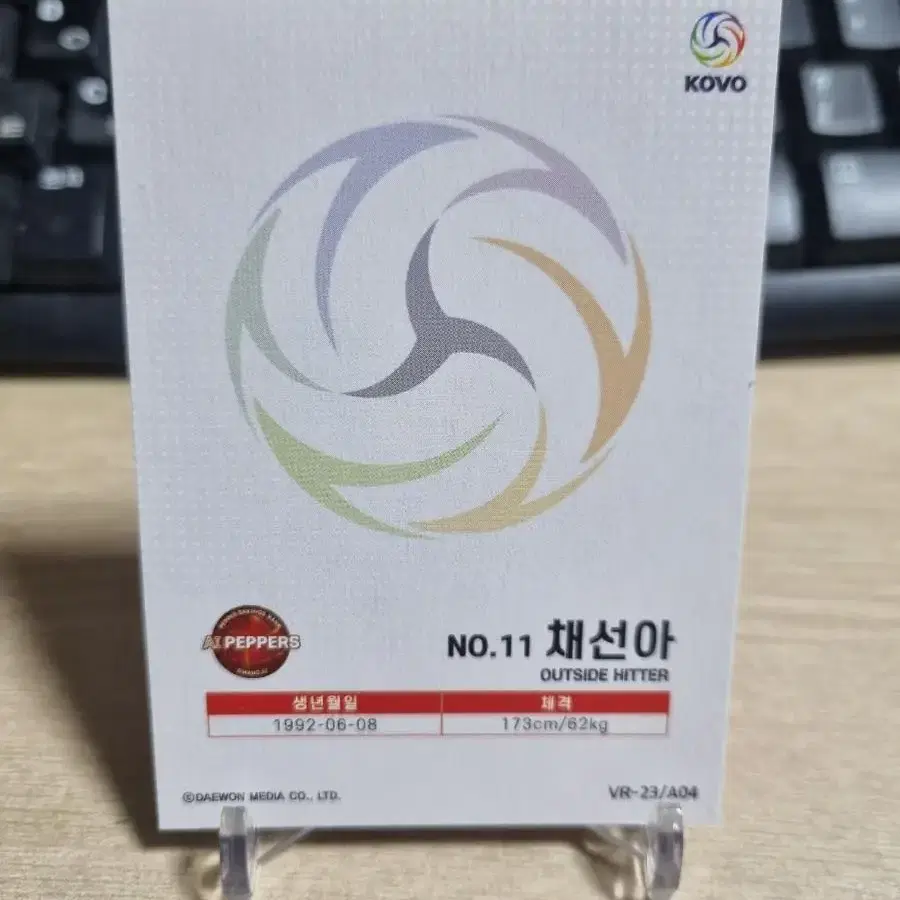 KOVO
AI PEPPERS
NO.11 채선아
OUTSIDE HITTER
생년월일 체격
1992-06-08 173cm/62kg
©DAEWON MEDIA CO., LTD. VR-23/A04